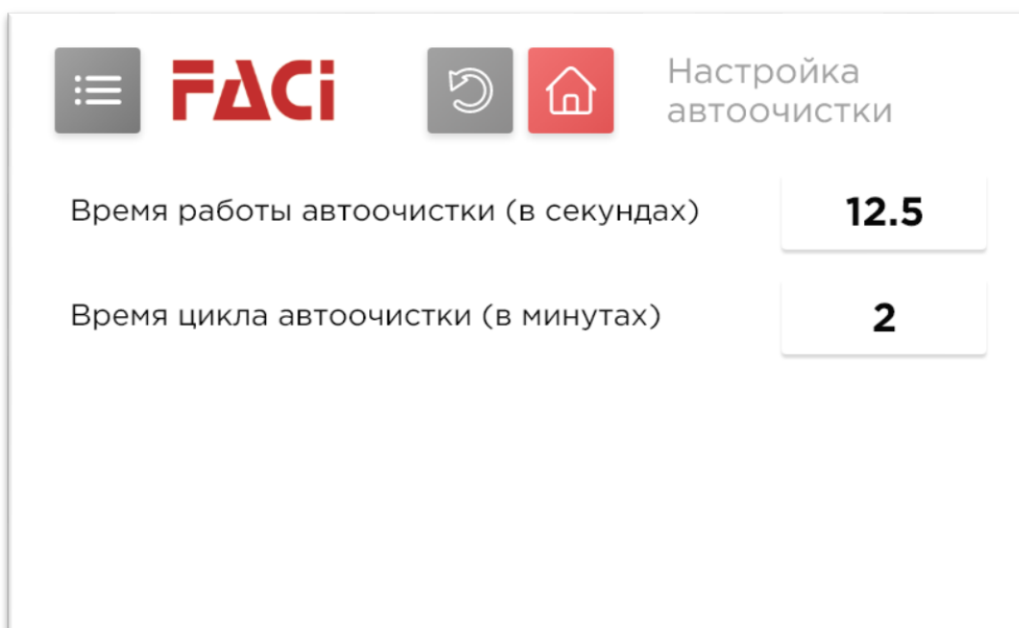 FACi
Настройка
автоочистки
Время работы автоочистки (в секундах)
12.5
Время цикла автоочистки (в минутах)
2